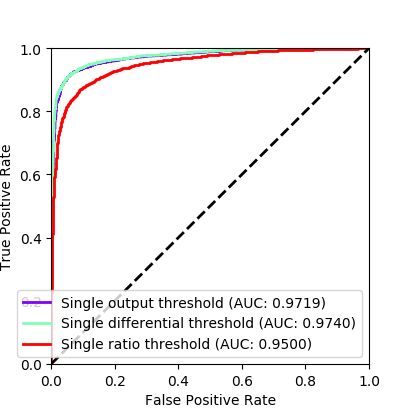 1.0
0.8
0.6
0.4
0.2
0.0
True Positive Rate
Single output threshold (AUC: 0.9719)
Single differential threshold (AUC: 0.9740)
Single ratio threshold (AUC: 0.9500)
0.0 0.2 0.4 0.6 0.8 1.0
False Positive Rate